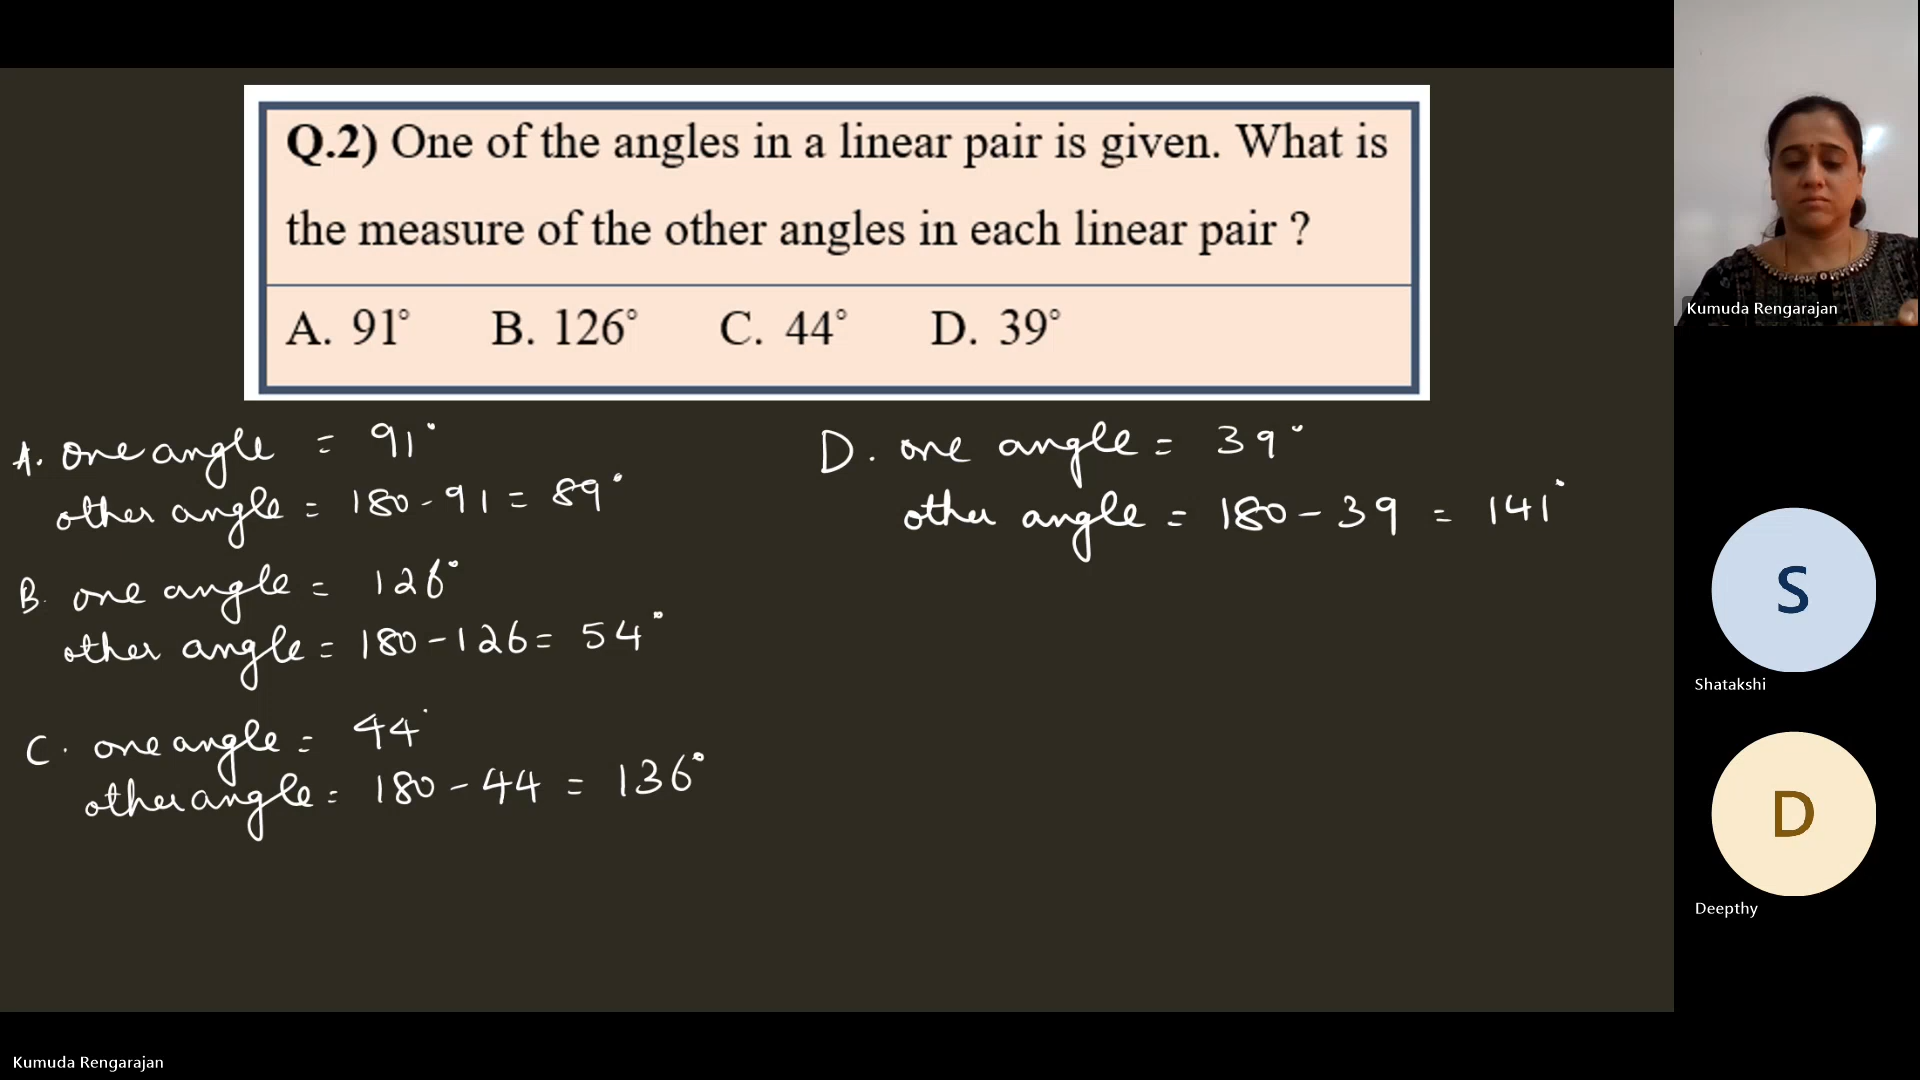 Q.2) One of the angles in a linear pair is given. What is
the measure of the other angles in each linear pair ?
A. 91° B. 126° C. 44° D. 39°
A. one angle = 91°
other angle = 180 - 91 = 89°
B. one angle = 126°
other angle = 180 - 126 = 54°
C. one angle = 44°
other angle = 180 - 44 = 136°
D. one angle = 39°
other angle = 180 - 39 = 141°
Kumuda Rengarajan
S
Shatakshi
D
Deepthy
Kumuda Rengarajan